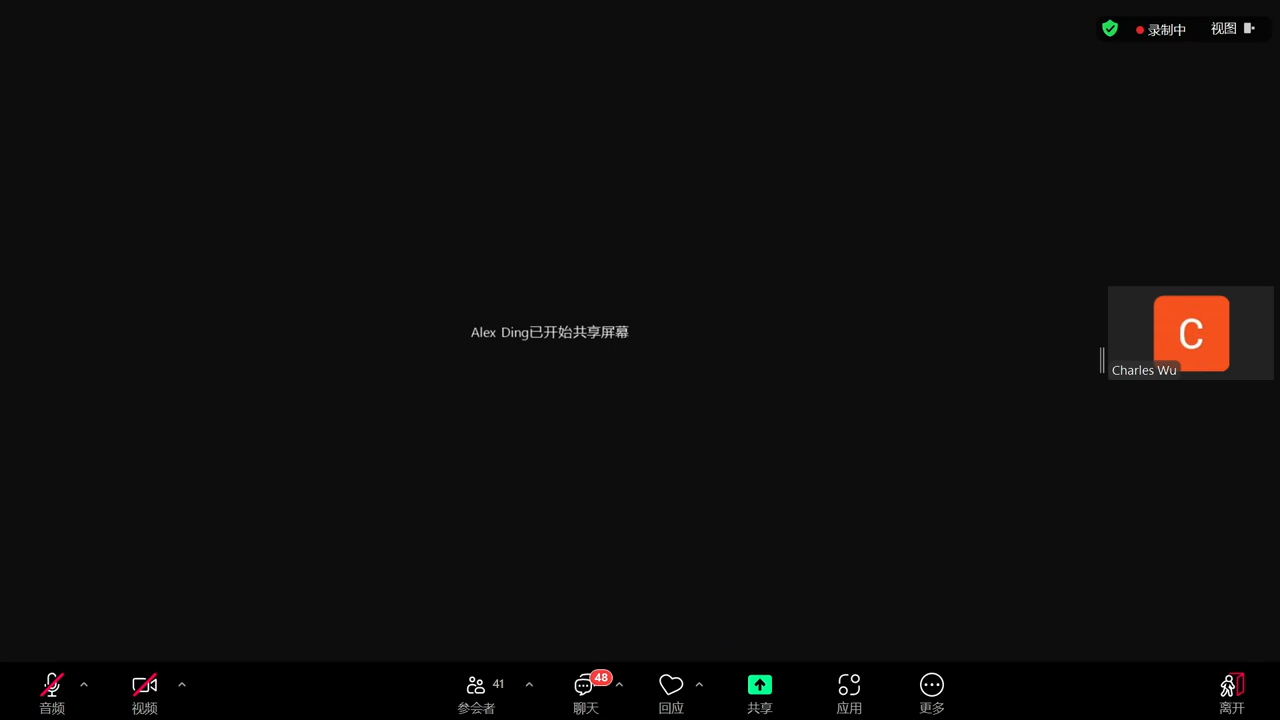 录制中
视图
Alex Ding已开始共享屏幕
C
Charles Wu
41
48
音频
视频
参会者
聊天
回应
共享
应用
更多
离开